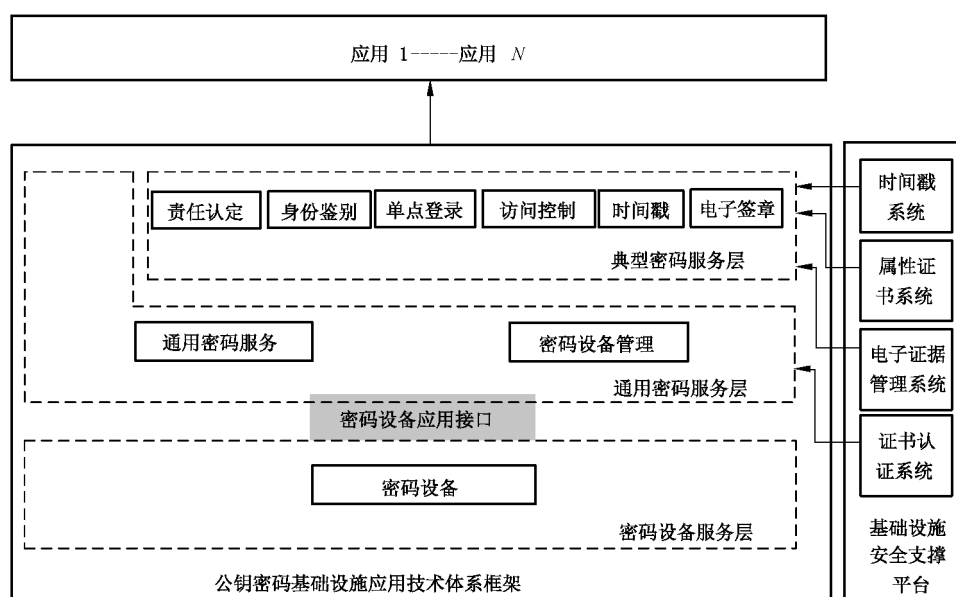 应用 1-----应用 N
责任认定
身份鉴别
单点登录
访问控制
时间戳
电子签章
典型密码服务层
通用密码服务
密码设备管理
通用密码服务层
密码设备应用接口
密码设备
密码设备服务层
公钥密码基础设施应用技术体系框架
时间戳
系统
属性证
书系统
电子证据
管理系统
证书认
证系统
基础设施
安全支撑
平台